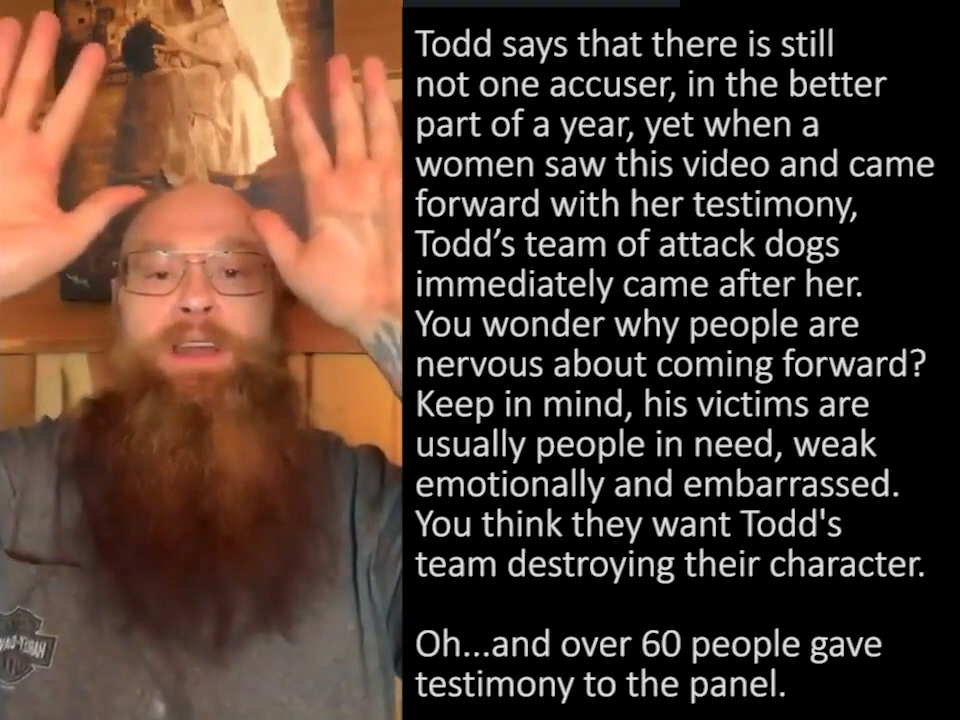 Todd says that there is still
not one accuser, in the better
part of a year, yet when a
women saw this video and came
forward with her testimony,
Todd’s team of attack dogs
immediately came after her.
You wonder why people are
nervous about coming forward?
Keep in mind, his victims are
usually people in need, weak
emotionally and embarrassed.
You think they want Todd's
team destroying their character.
Oh...and over 60 people gave
testimony to the panel.